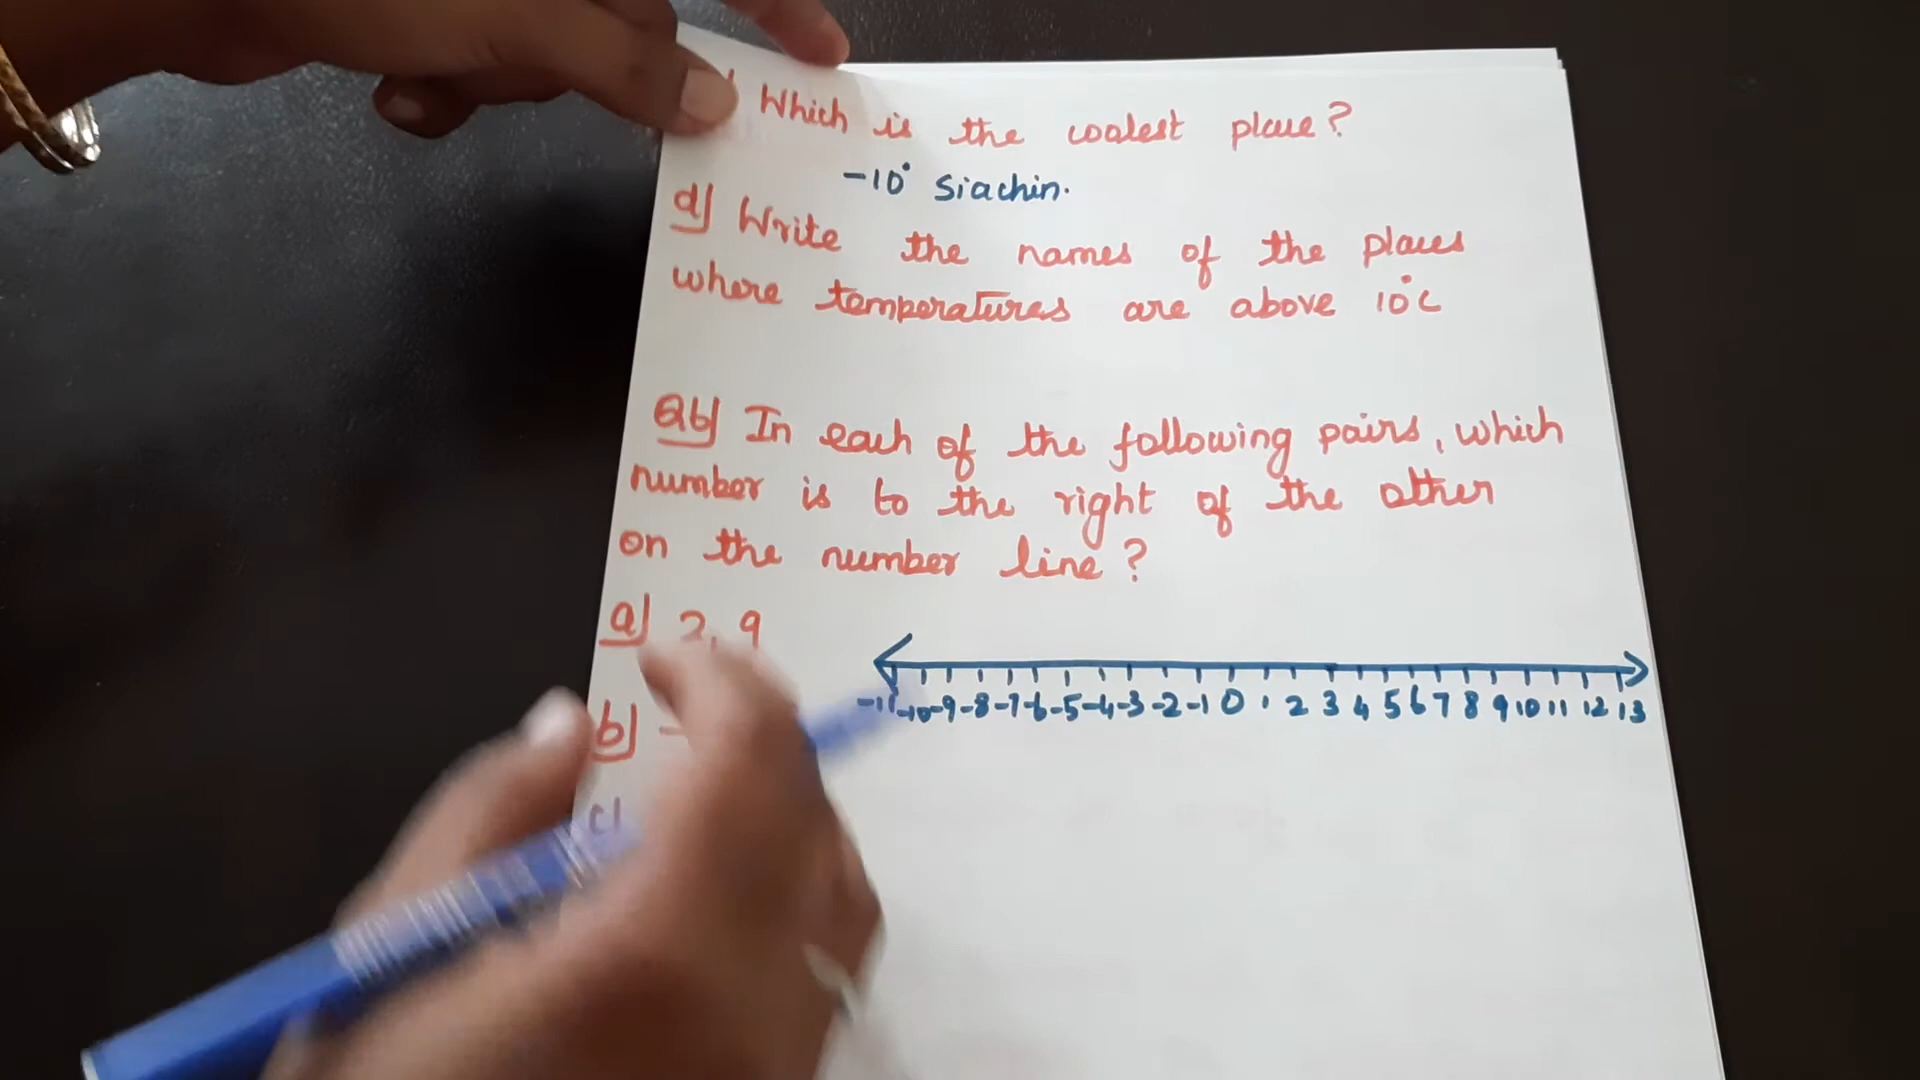 Which is the coolest place?
-10° Siachin.
d) Write the names of the places
where temperatures are above 10°C
Q6) In each of the following pairs, which
number is to the right of the other
on the number line?
a) 2, 9
-11 -10 -9 -8 -7 -6 -5 -4 -3 -2 -1 0 1 2 3 4 5 6 7 8 9 10 11 12 13
b) -
c)